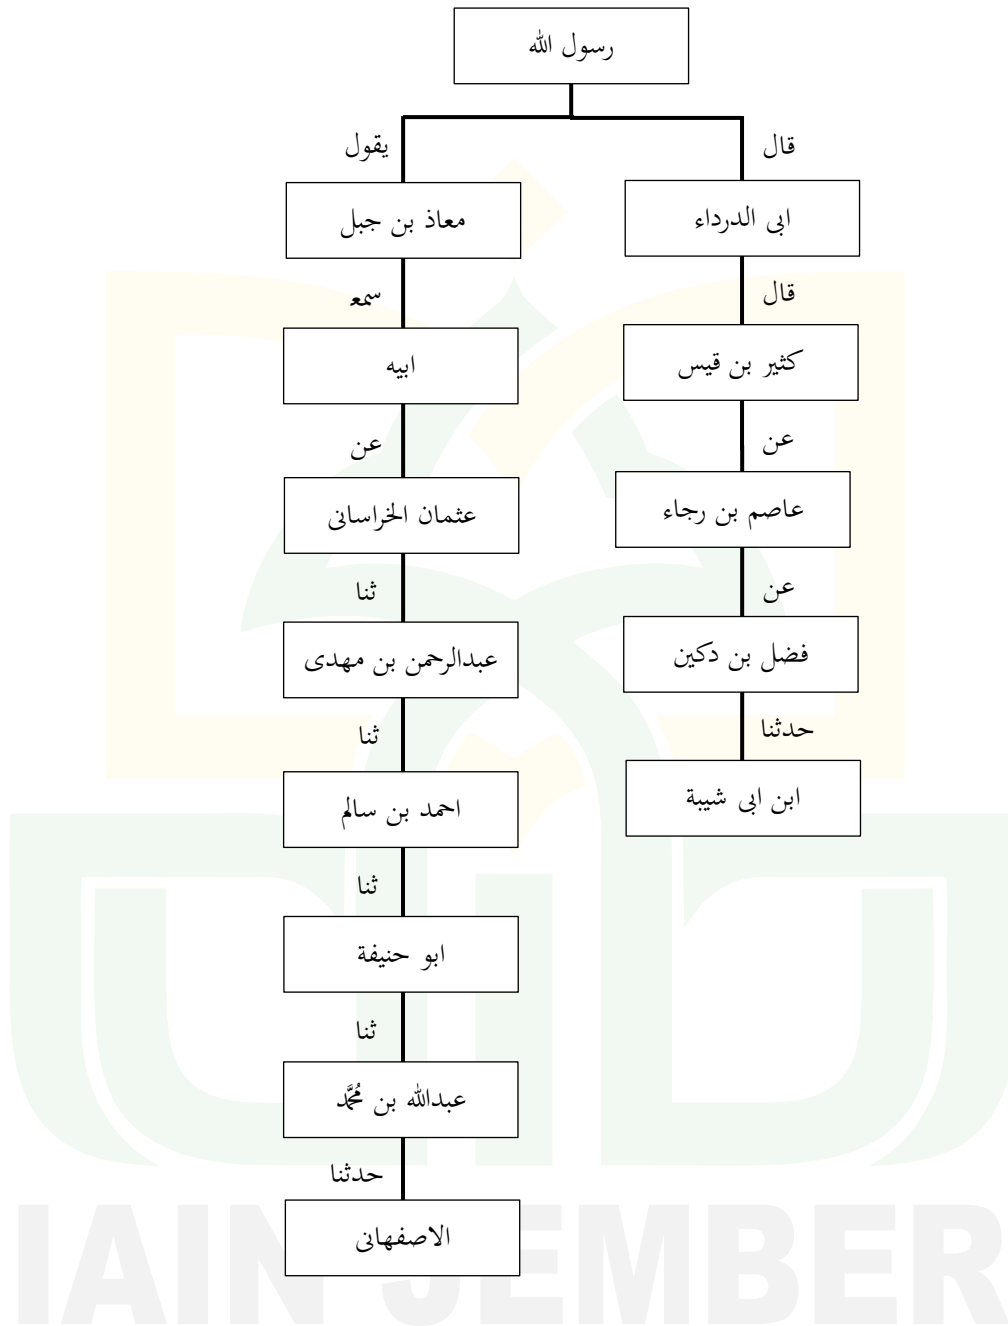 رسول الله
قال
يقول
ابى الدرداء
معاذ بن جبل
قال
سمع
كثير بن قيس
ابيه
عن
عن
عاصم بن رجاء
عثمان الخراسانى
عن
ثنا
فضل بن دكين
عبدالرحمن بن مهدى
حدثنا
ثنا
ابن ابى شيبة
احمد بن سالم
ثنا
ابو حنيفة
ثنا
عبدالله بن مُحَمَّد
حدثنا
الاصفهانى
IAIN JEMBER